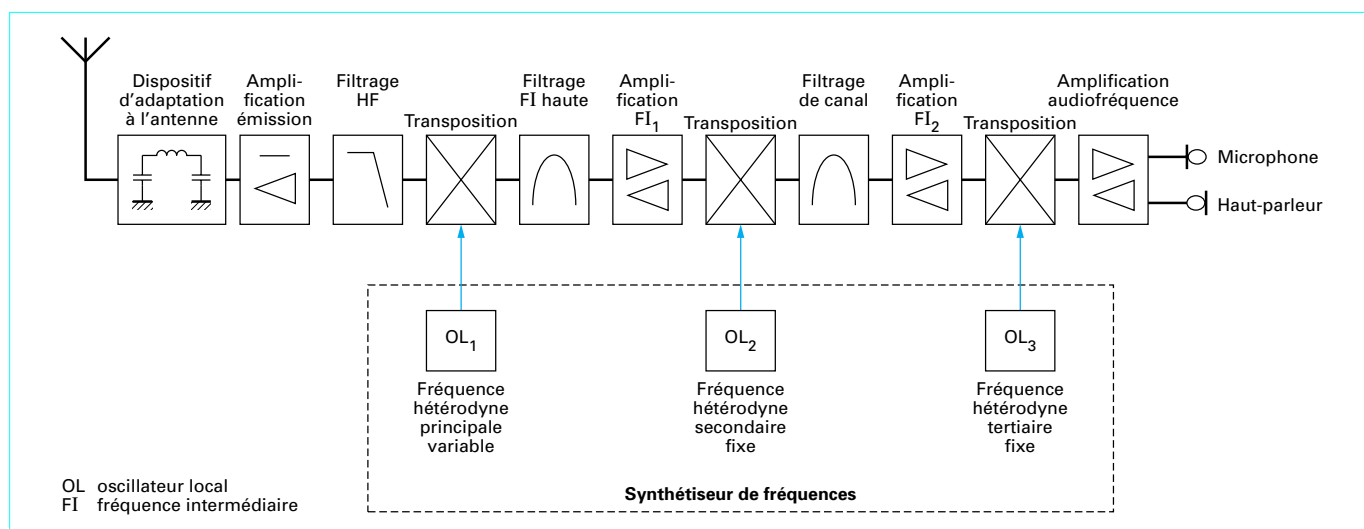 Dispositif
d'adaptation
à l'antenne
Ampli-
fication
émission
Filtrage
HF
Transposition
Filtrage
FI haute
Ampli-
fication
FI1
Transposition
Filtrage
de canal
Ampli-
fication
FI2
Transposition
Amplification
audiofréquence
Microphone
Haut-parleur
OL1
OL2
OL3
Fréquence
hétérodyne
principale
variable
Fréquence
hétérodyne
secondaire
fixe
Fréquence
hétérodyne
tertiaire
fixe
OL oscillateur local
FI fréquence intermédiaire
Synthétiseur de fréquences